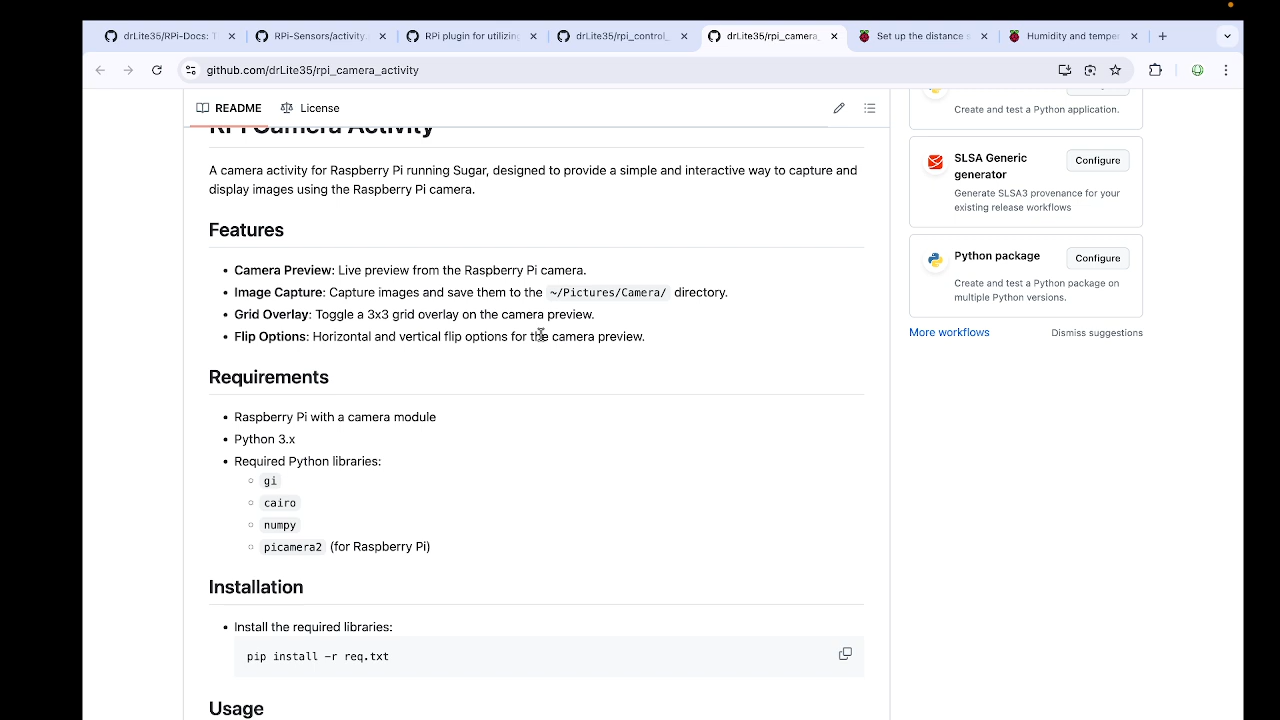 drLite35/RPi-Docs: T
RPi-Sensors/activity.
RPi plugin for utilizing
drLite35/rpi_control_
drLite35/rpi_camera_
Set up the distance s
Humidity and temper
github.com/drLite35/rpi_camera_activity
README
License
RPi Camera Activity
A camera activity for Raspberry Pi running Sugar, designed to provide a simple and interactive way to capture and
display images using the Raspberry Pi camera.
Features
• Camera Preview: Live preview from the Raspberry Pi camera.
• Image Capture: Capture images and save them to the ~/Pictures/Camera/ directory.
• Grid Overlay: Toggle a 3x3 grid overlay on the camera preview.
• Flip Options: Horizontal and vertical flip options for the camera preview.
Requirements
• Raspberry Pi with a camera module
• Python 3.x
• Required Python libraries:
◦ gi
◦ cairo
◦ numpy
◦ picamera2 (for Raspberry Pi)
Installation
• Install the required libraries:
pip install -r req.txt
Usage
Create and test a Python application.
SLSA Generic
generator
Configure
Generate SLSA3 provenance for your
existing release workflows
Python package
Configure
Create and test a Python package on
multiple Python versions.
More workflows
Dismiss suggestions